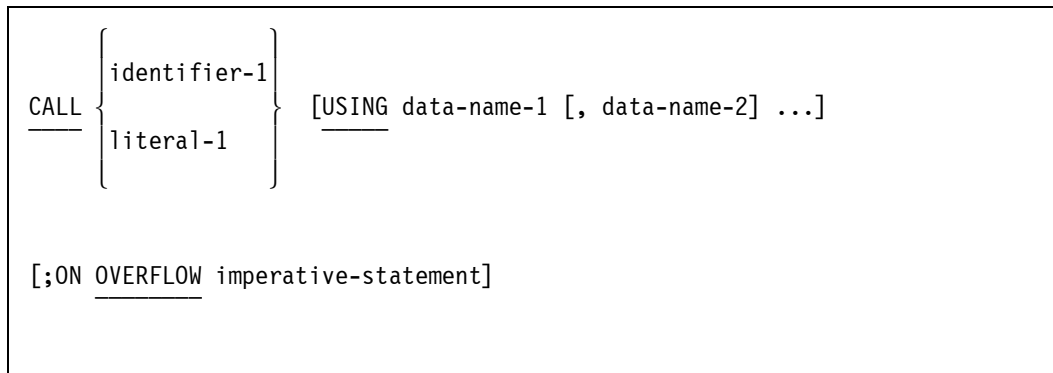 identifier-1
CALL [USING data-name-1 [, data-name-2] ...]
literal-1
[;ON OVERFLOW imperative-statement]